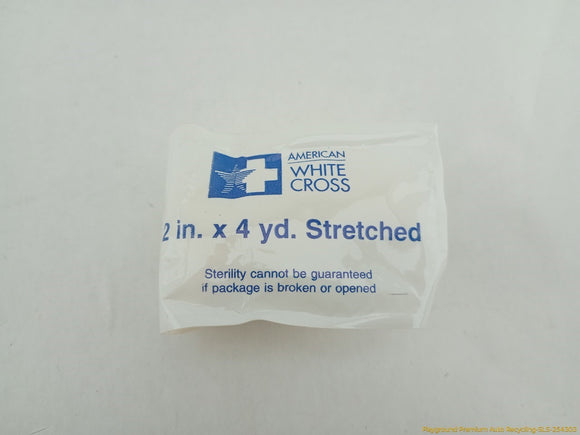 AMERICAN
WHITE
CROSS
2 in. x 4 yd. Stretched
Sterility cannot be guaranteed
if package is broken or opened
Playground Premium Auto Recycling-SLS-254303